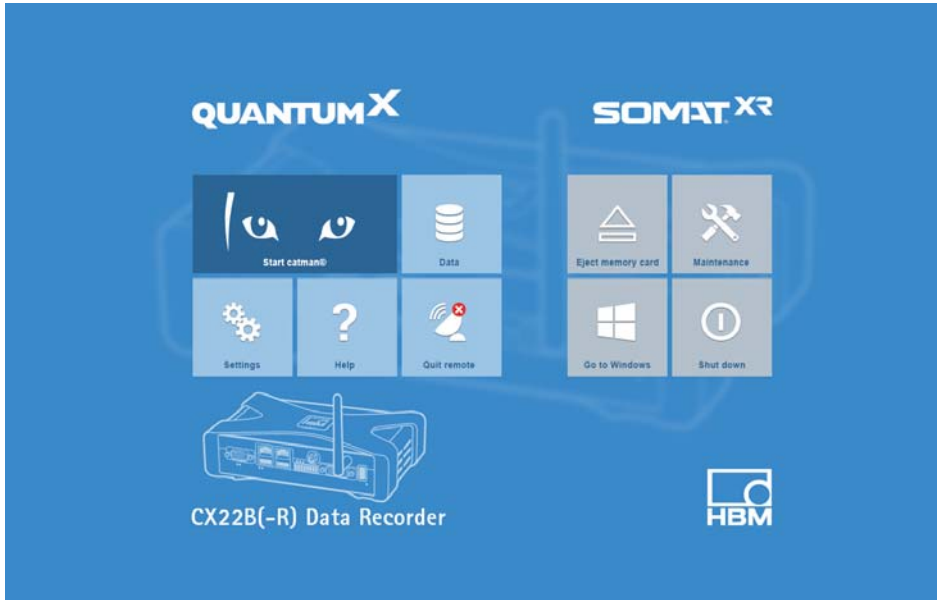 QUANTUMX
SOMAT XR
Start catman®
Data
Eject memory card
Maintenance
Settings
?
Help
Quit remote
Go to Windows
Shut down
CX22B(-R) Data Recorder
HBM